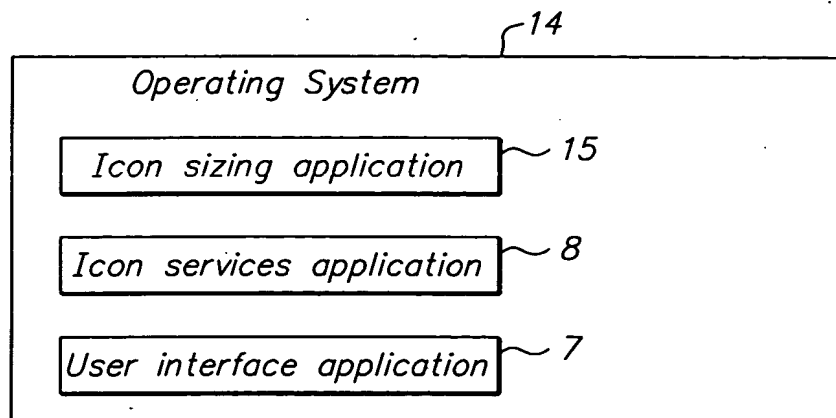 14
Operating System
Icon sizing application 15
Icon services application 8
User interface application 7